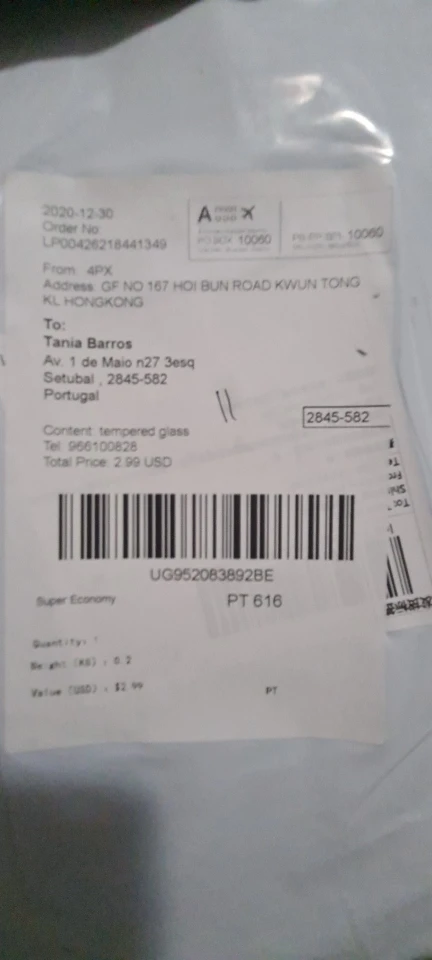 2020-12-30
Order No
LP00426218441349
A
PO BOX 10060
10060
From: 4PX
Address: GF NO 167 HOI BUN ROAD KWUN TONG
KL HONGKONG
To:
Tania Barros
Av. 1 de Maio n27 3esq
Setubal , 2845-582
Portugal
2845-582
Content: tempered glass
Tel: 966100828
Total Price: 2.99 USD
UG952083892BE
Super Economy
PT 616
Quantity:
(KG) : 0.2
Value (USD) : $2.99
PT